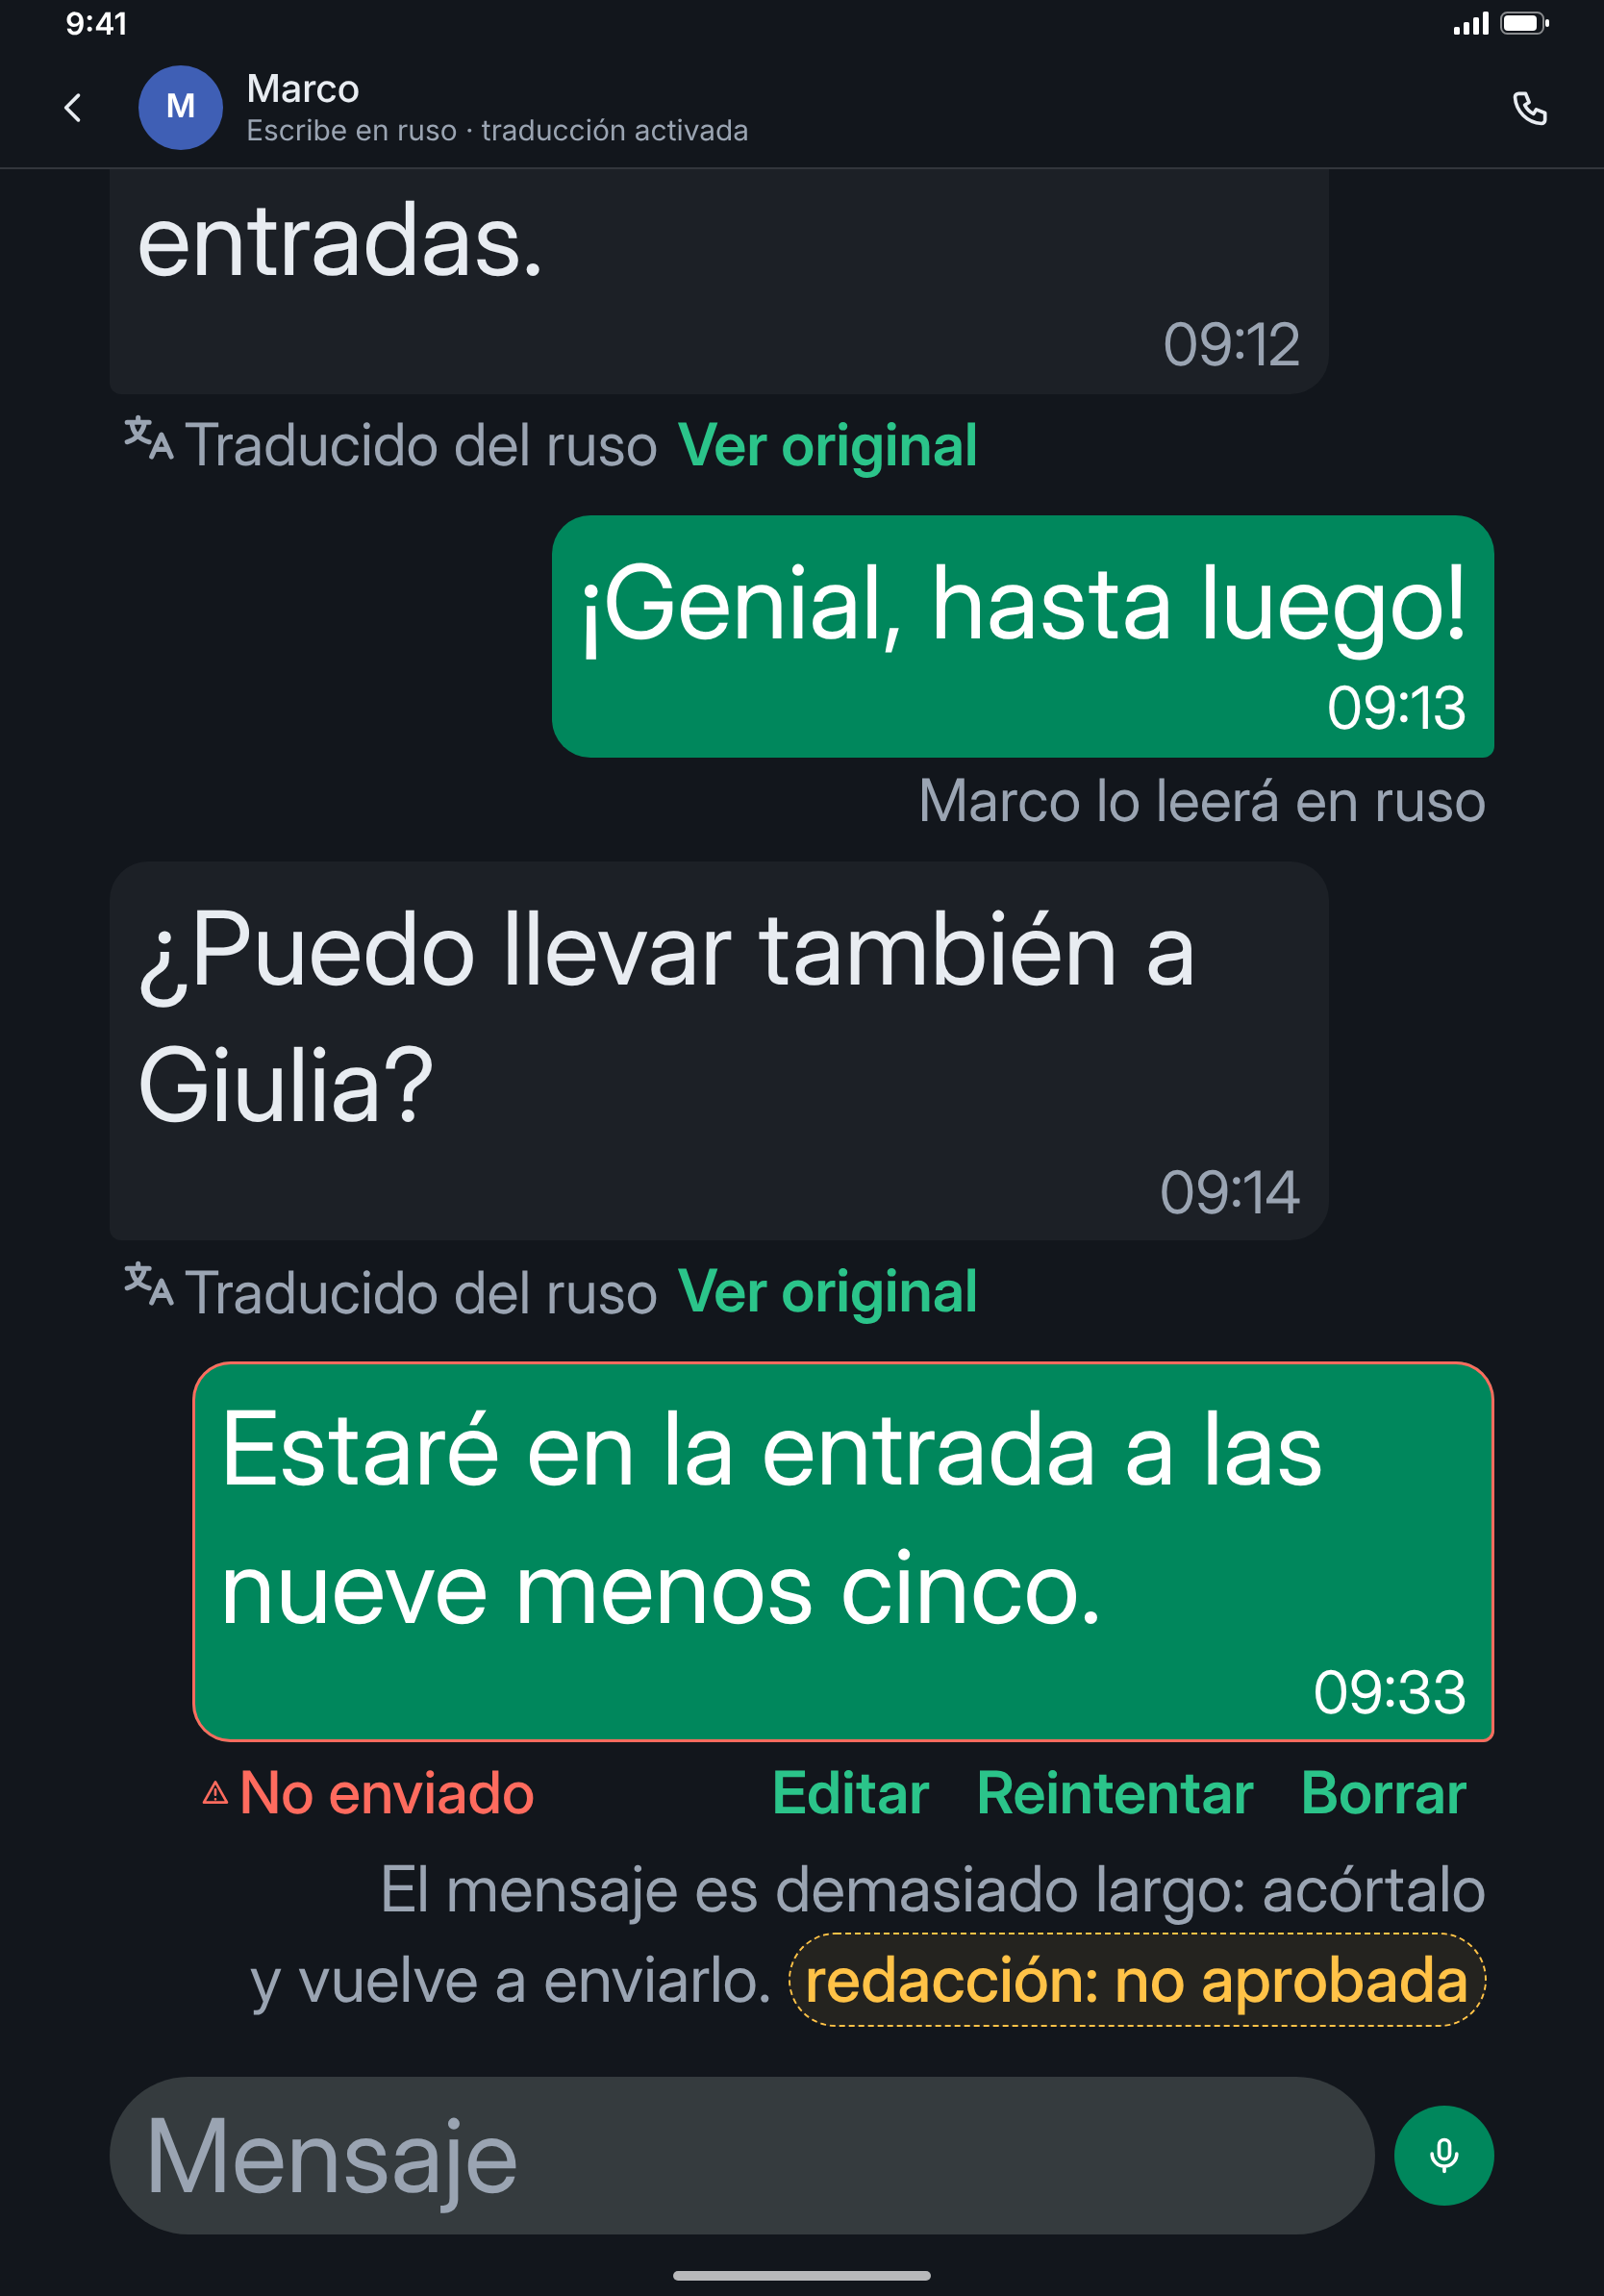 9:41
M
Marco
Escribe en ruso · traducción activada
entradas.
09:12
Traducido del ruso Ver original
¡Genial, hasta luego!
09:13
Marco lo leerá en ruso
¿Puedo llevar también a
Giulia?
09:14
Traducido del ruso Ver original
Estaré en la entrada a las
nueve menos cinco.
09:33
No enviado Editar Reintentar Borrar
El mensaje es demasiado largo: acórtalo
y vuelve a enviarlo. redacción: no aprobada
Mensaje